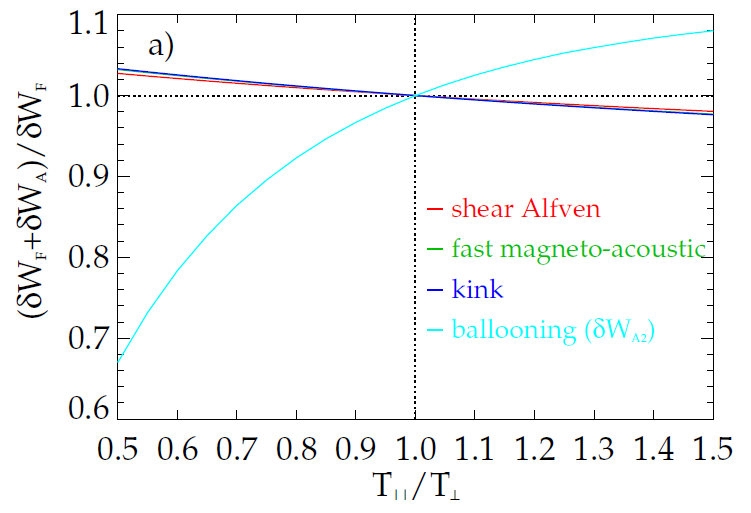 a)
1.1
1.0
0.9
0.8
0.7
0.6
(δW_F+δW_A)/δW_F
shear Alfven
fast magneto-acoustic
kink
ballooning (δW_A2)
0.5 0.6 0.7 0.8 0.9 1.0 1.1 1.2 1.3 1.4 1.5
T_||/T_⊥